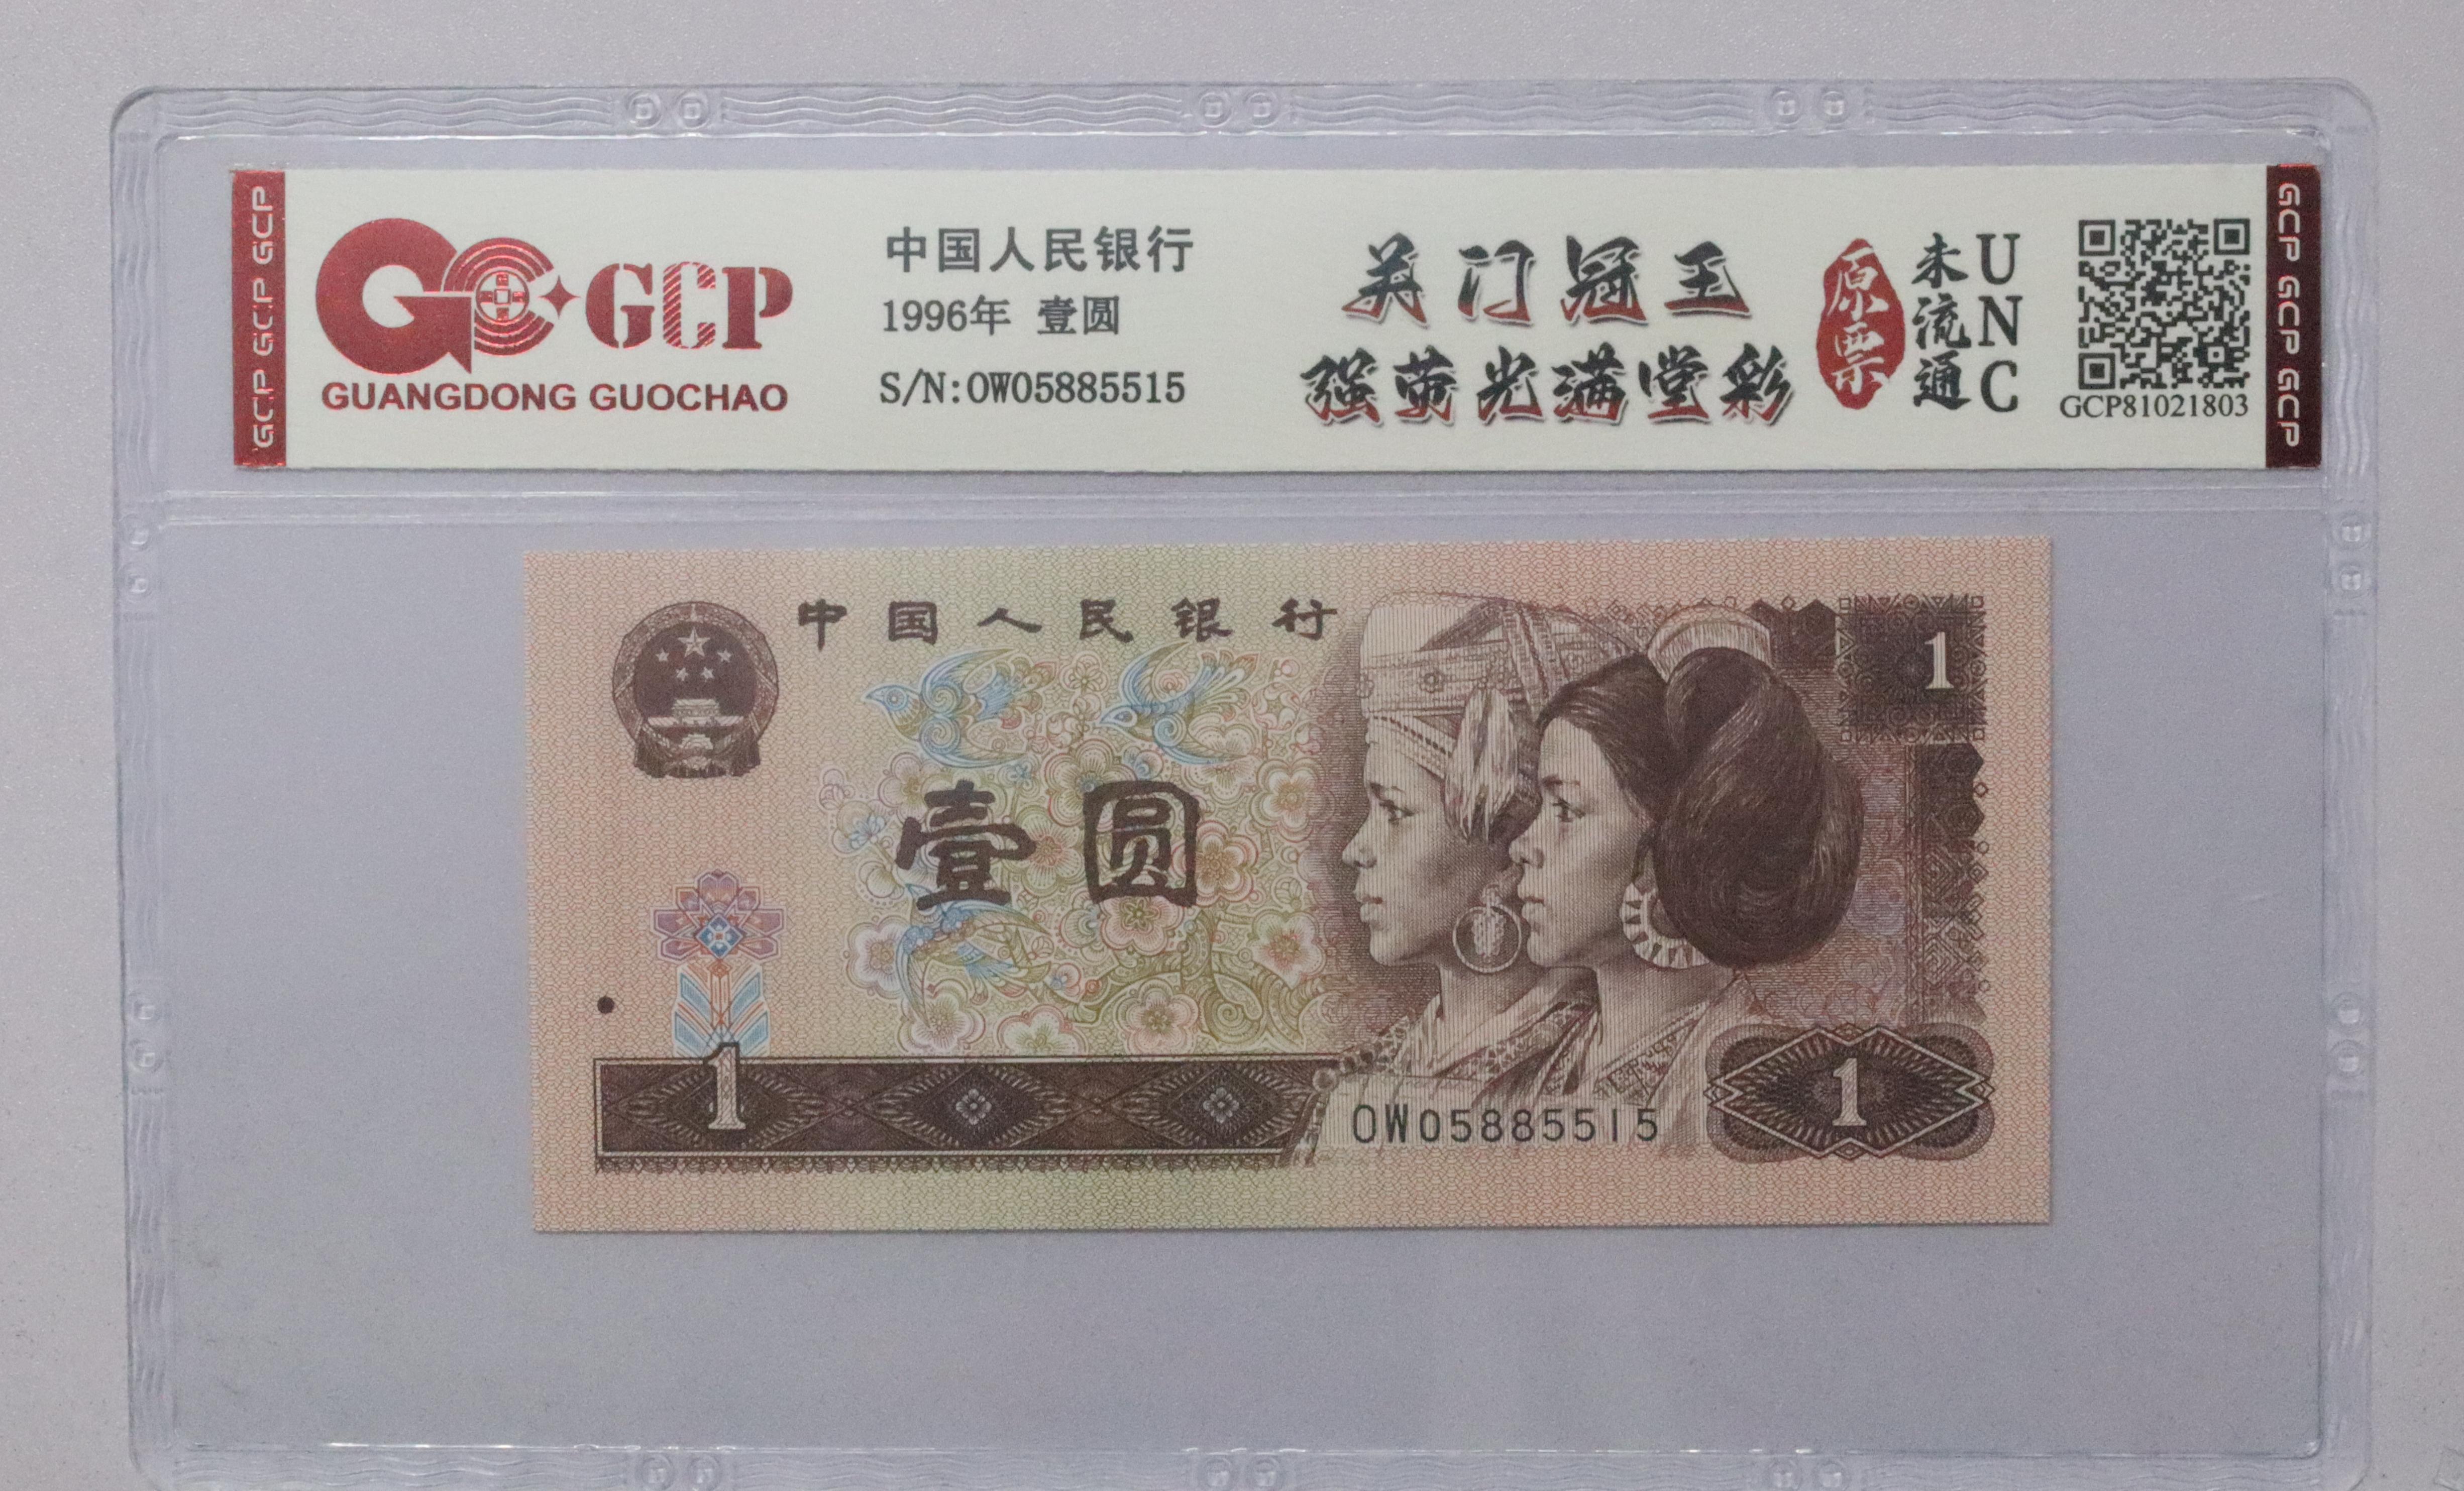 GCP GCP GCP
GCP
GUANGDONG GUOCHAO
中国人民银行
1996年 壹圆
S/N:OW05885515
关门冠王
强荧光满堂彩
原票
未流通
UNC
GCP81021803
GCP GCP GCP
中国人民银行
1
壹圆
1
OW05885515
1